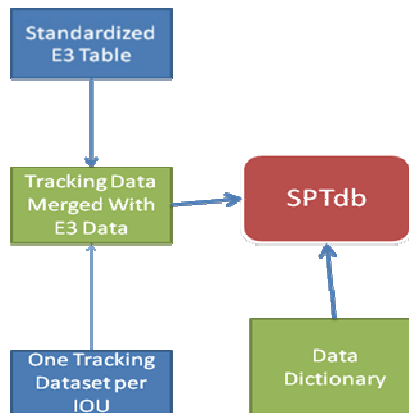 Standardized
E3 Table
Tracking Data
Merged With
E3 Data
SPTdb
One Tracking
Dataset per
IOU
Data
Dictionary